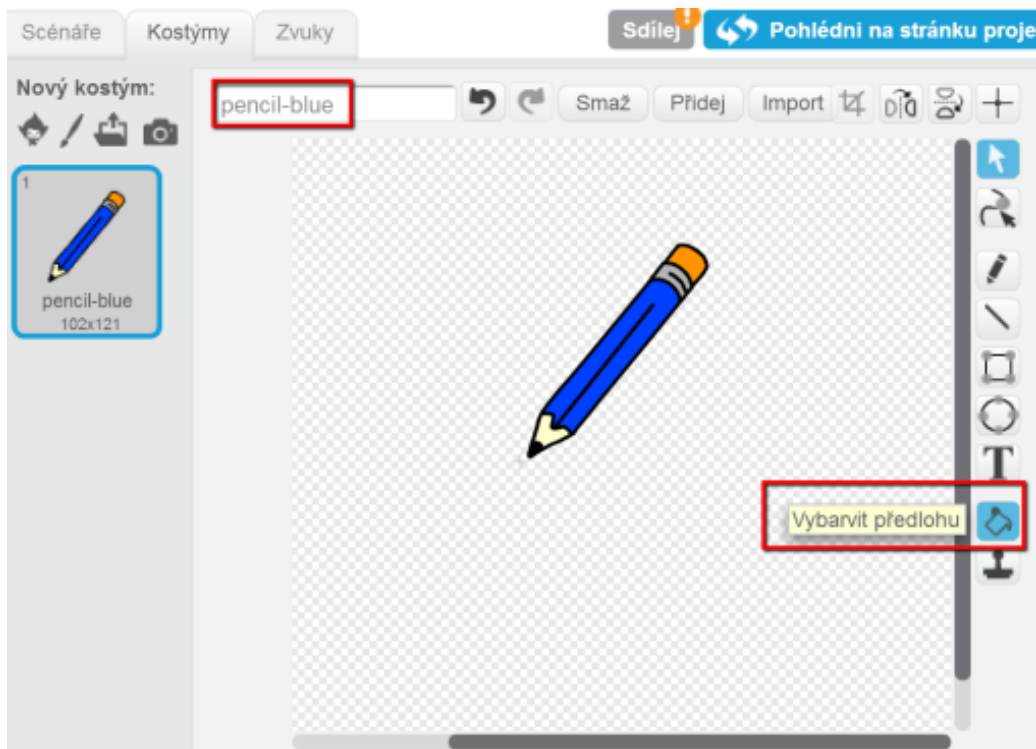 Scénáře Kostýmy Zvuky Sdílej ! Pohlédni na stránku proje
Nový kostým:
pencil-blue Smaž Přidej Import
1
pencil-blue
102x121
T
Vybarvit předlohu